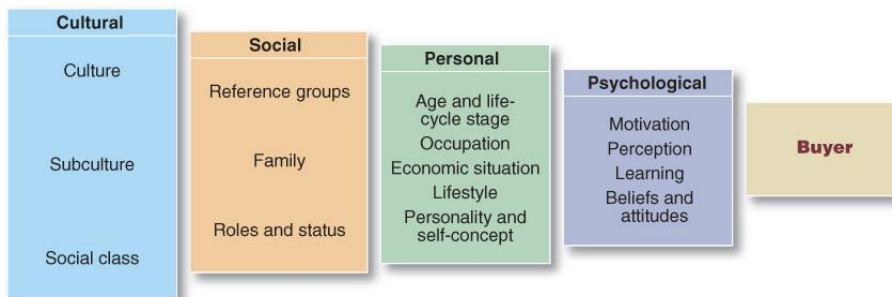 Cultural
Culture
Subculture
Social class
Social
Reference groups
Family
Roles and status
Personal
Age and life-
cycle stage
Occupation
Economic situation
Lifestyle
Personality and
self-concept
Psychological
Motivation
Perception
Learning
Beliefs and
attitudes
Buyer